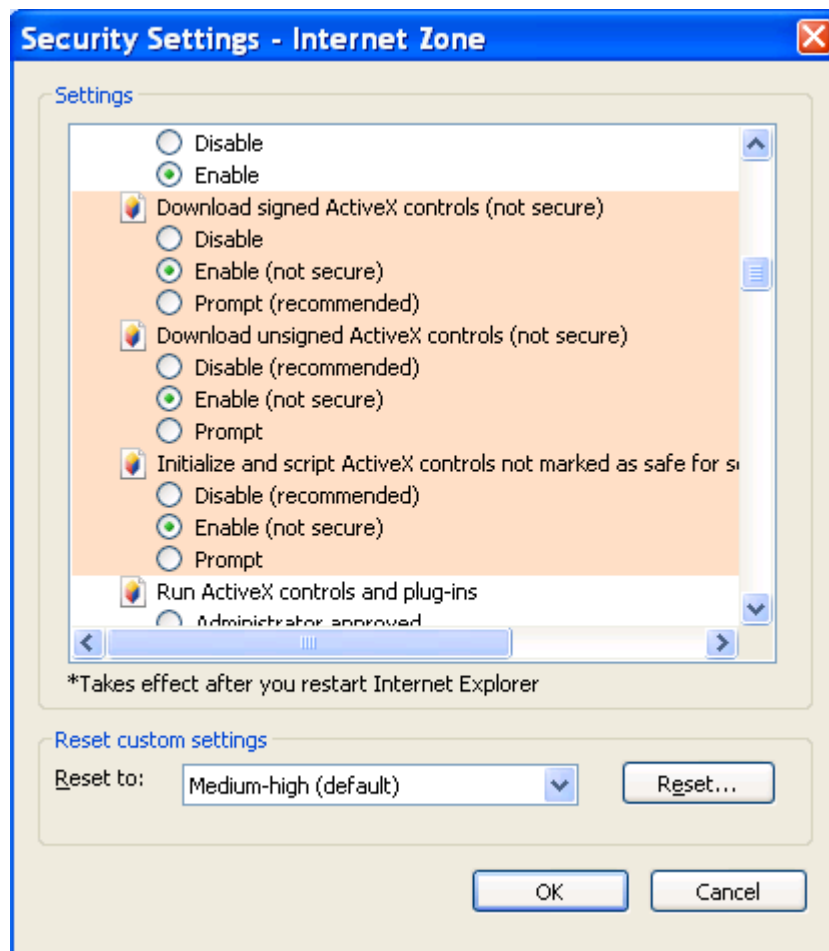 Security Settings - Internet Zone
Settings
Disable
Enable
Download signed ActiveX controls (not secure)
Disable
Enable (not secure)
Prompt (recommended)
Download unsigned ActiveX controls (not secure)
Disable (recommended)
Enable (not secure)
Prompt
Initialize and script ActiveX controls not marked as safe for
Disable (recommended)
Enable (not secure)
Prompt
Run ActiveX controls and plug-ins
Administrator approved
*Takes effect after you restart Internet Explorer
Reset custom settings
Reset to:
Medium-high (default)
Reset...
OK
Cancel